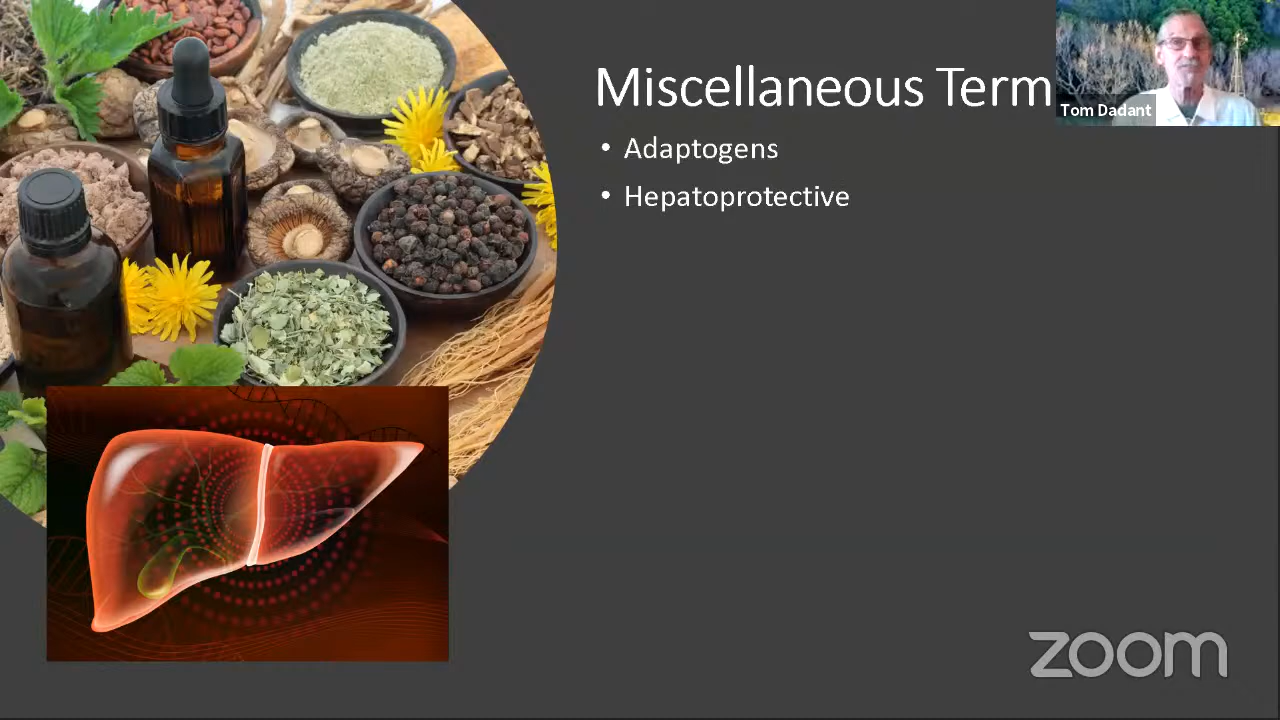 Miscellaneous Term
Tom Dadant
• Adaptogens
• Hepatoprotective
zoom